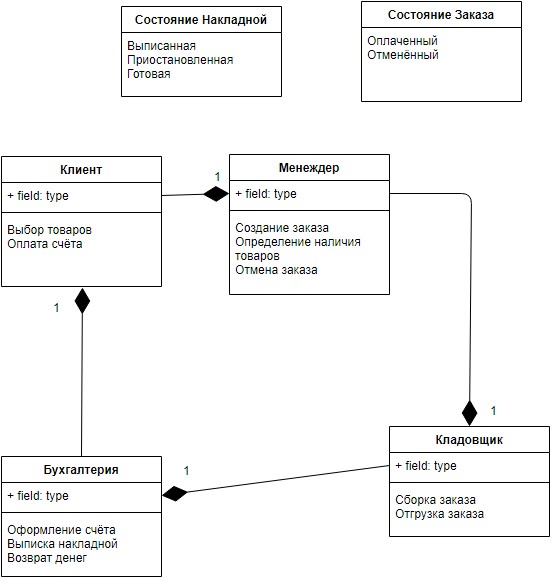 Состояние Накладной
Выписанная
Приостановленная
Готовая
Состояние Заказа
Оплаченный
Отменённый
Клиент
+ field: type
Выбор товаров
Оплата счёта
1
Менеждер
+ field: type
Создание заказа
Определение наличия
товаров
Отмена заказа
1
1
Кладовщик
+ field: type
Сборка заказа
Отгрузка заказа
Бухгалтерия
+ field: type
Оформление счёта
Выписка накладной
Возврат денег
1